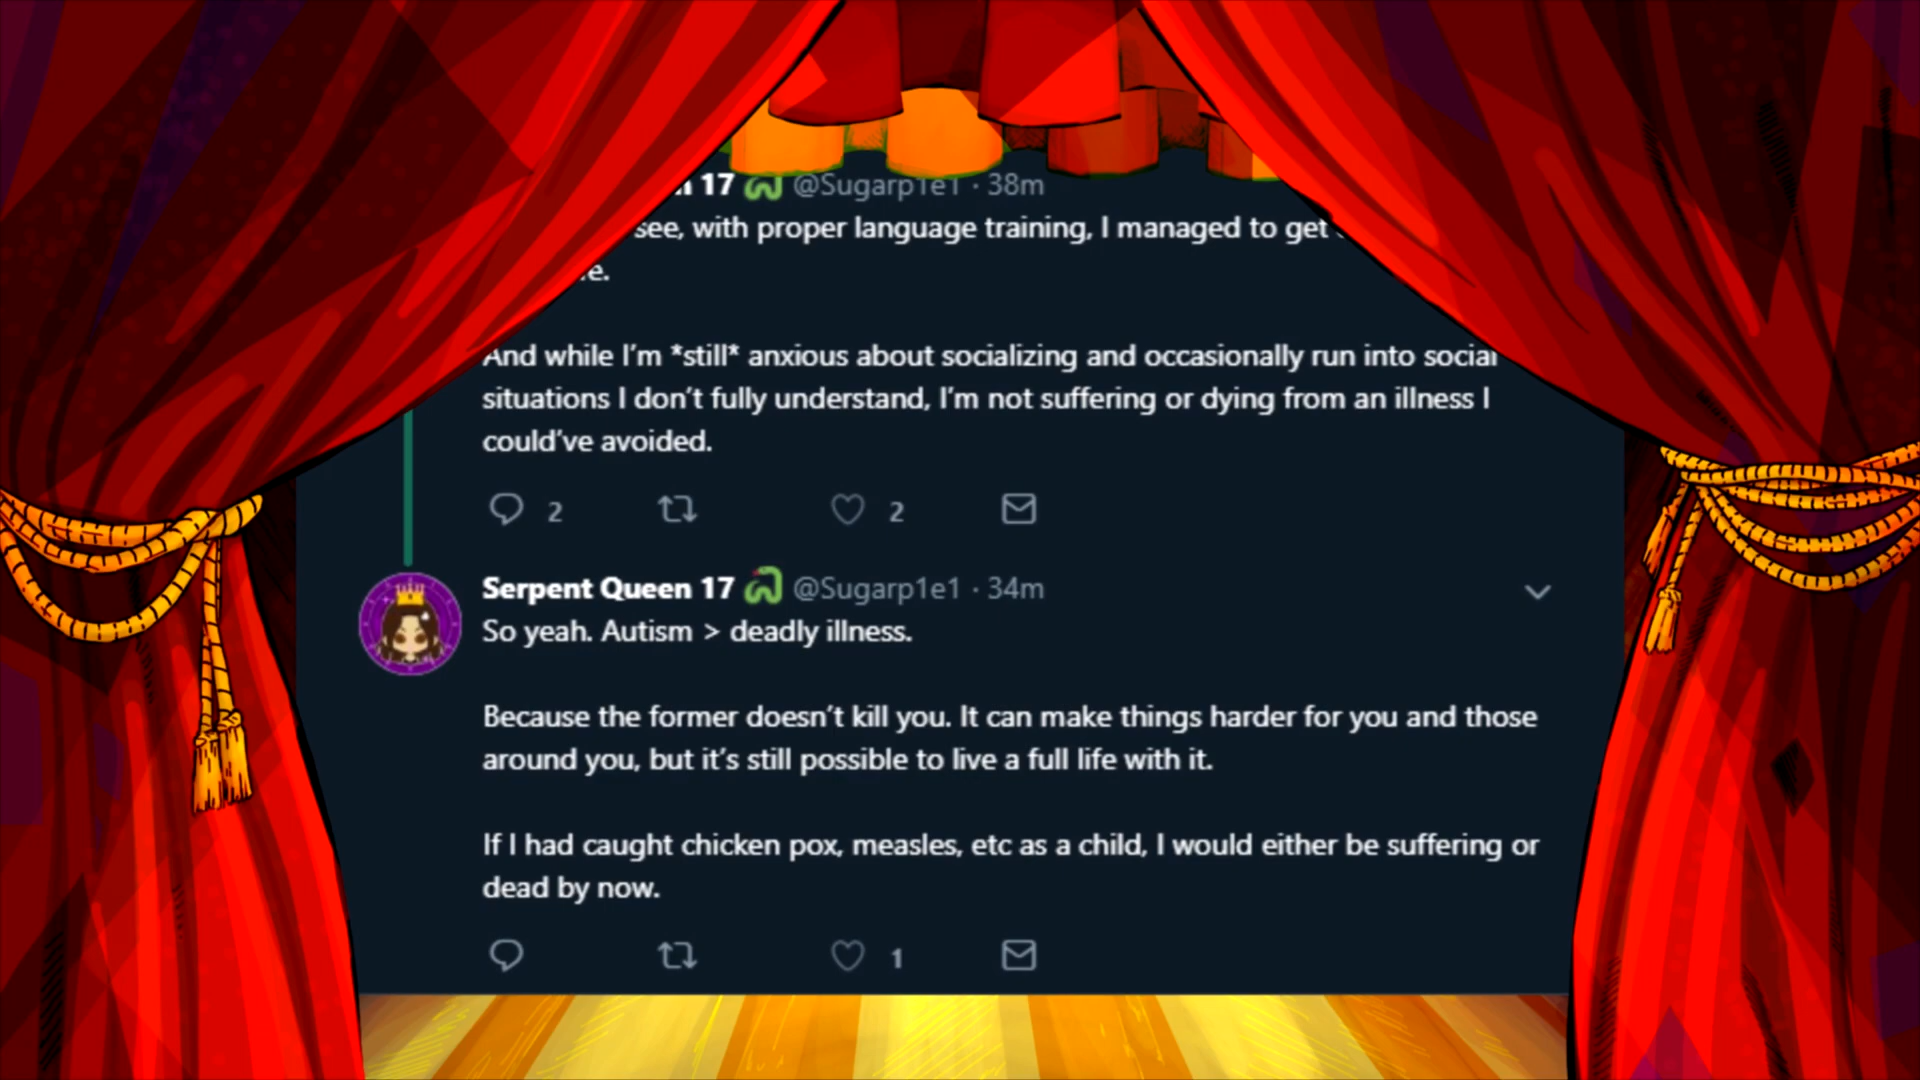 17 @Sugarp1e1 · 38m
see, with proper language training, I managed to get
And while I'm *still* anxious about socializing and occasionally run into social
situations I don't fully understand, I'm not suffering or dying from an illness I
could've avoided.
2 2
Serpent Queen 17 @Sugarp1e1 · 34m
So yeah. Autism > deadly illness.
Because the former doesn't kill you. It can make things harder for you and those
around you, but it's still possible to live a full life with it.
If I had caught chicken pox, measles, etc as a child, I would either be suffering or
dead by now.
1